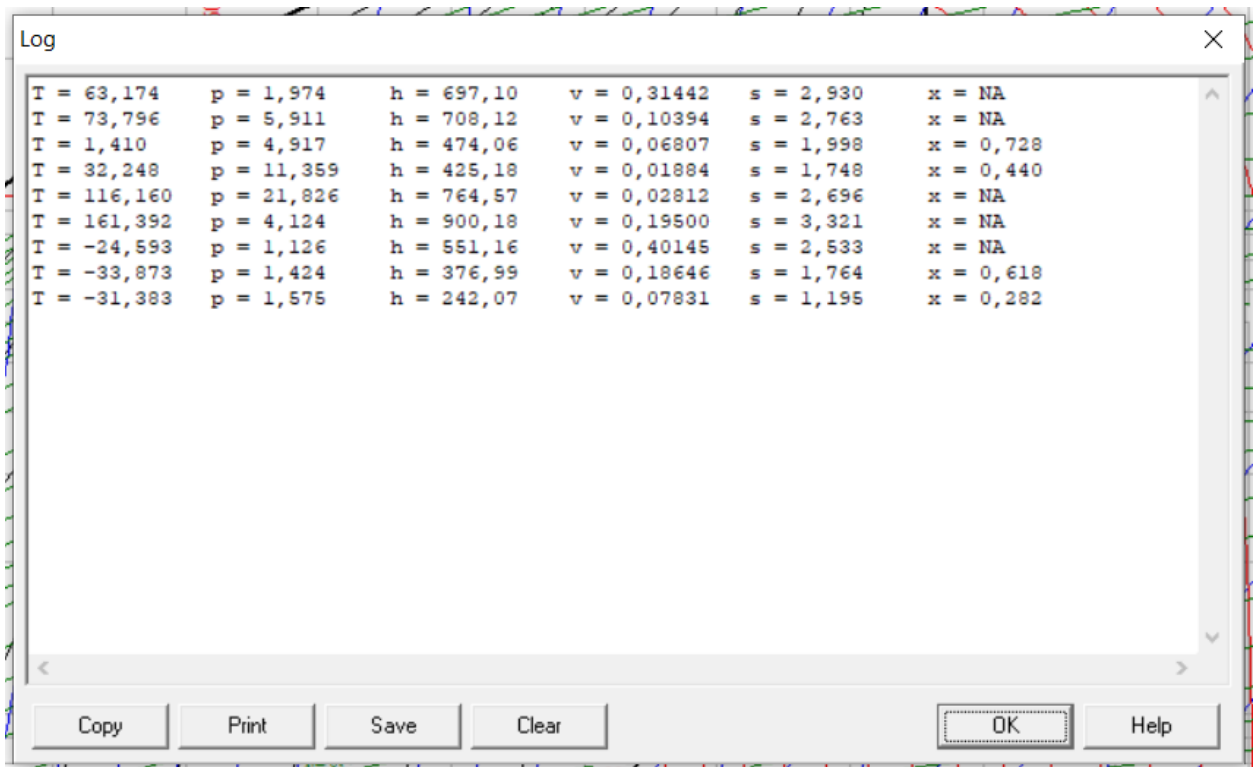 Log
T = 63,174 p = 1,974 h = 697,10 v = 0,31442 s = 2,930 x = NA
T = 73,796 p = 5,911 h = 708,12 v = 0,10394 s = 2,763 x = NA
T = 1,410 p = 4,917 h = 474,06 v = 0,06807 s = 1,998 x = 0,728
T = 32,248 p = 11,359 h = 425,18 v = 0,01884 s = 1,748 x = 0,440
T = 116,160 p = 21,826 h = 764,57 v = 0,02812 s = 2,696 x = NA
T = 161,392 p = 4,124 h = 900,18 v = 0,19500 s = 3,321 x = NA
T = -24,593 p = 1,126 h = 551,16 v = 0,40145 s = 2,533 x = NA
T = -33,873 p = 1,424 h = 376,99 v = 0,18646 s = 1,764 x = 0,618
T = -31,383 p = 1,575 h = 242,07 v = 0,07831 s = 1,195 x = 0,282
Copy Print Save Clear OK Help